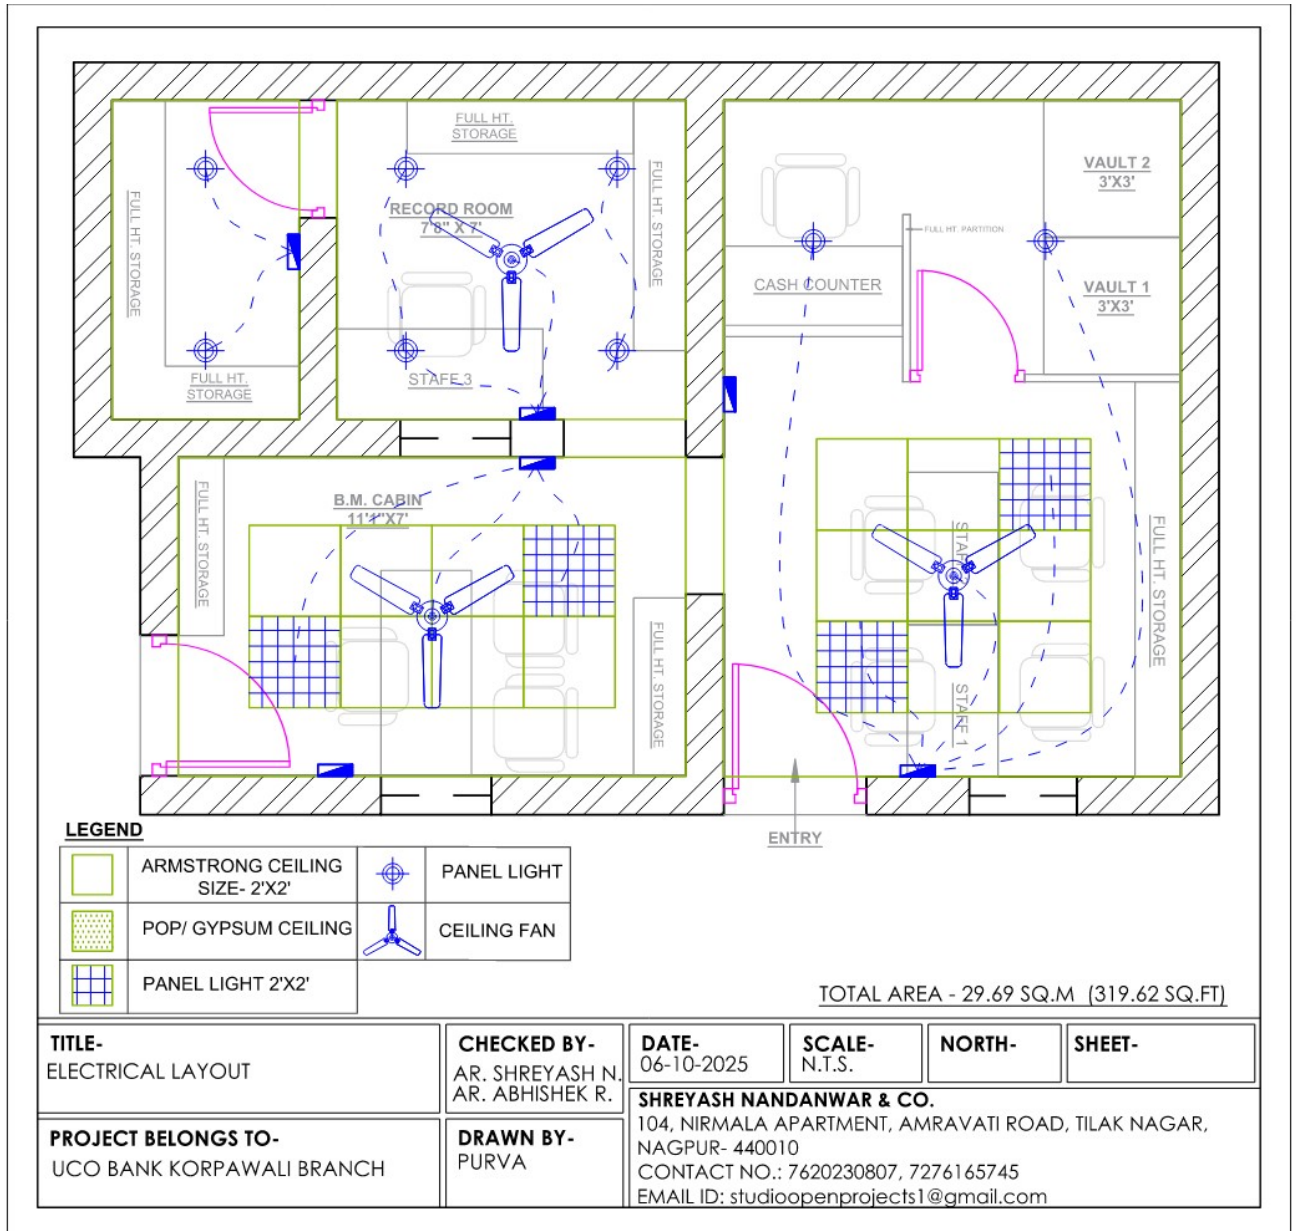 FULL HT.
STORAGE
FULL HT. STORAGE
FULL HT.
STORAGE
RECORD ROOM
7'8" X 7'
FULL HT. STORAGE
STAFF 3
VAULT 2
3'X3'
FULL HT PARTITION
CASH COUNTER
VAULT 1
3'X3'
B.M. CABIN
11'1"X7'
FULL HT. STORAGE
FULL HT. STORAGE
STAF
STAFF 1
FULL HT. STORAGE
ENTRY
LEGEND
ARMSTRONG CEILING
SIZE- 2'X2'
PANEL LIGHT
POP/ GYPSUM CEILING
CEILING FAN
PANEL LIGHT 2'X2'
TOTAL AREA - 29.69 SQ.M (319.62 SQ.FT)
TITLE-
ELECTRICAL LAYOUT
CHECKED BY-
AR. SHREYASH N.
AR. ABHISHEK R.
DATE-
06-10-2025
SCALE-
N.T.S.
NORTH-
SHEET-
PROJECT BELONGS TO-
UCO BANK KORPAWALI BRANCH
DRAWN BY-
PURVA
SHREYASH NANDANWAR & CO.
104, NIRMALA APARTMENT, AMRAVATI ROAD, TILAK NAGAR,
NAGPUR- 440010
CONTACT NO.: 7620230807, 7276165745
EMAIL ID: studioopenprojects1@gmail.com